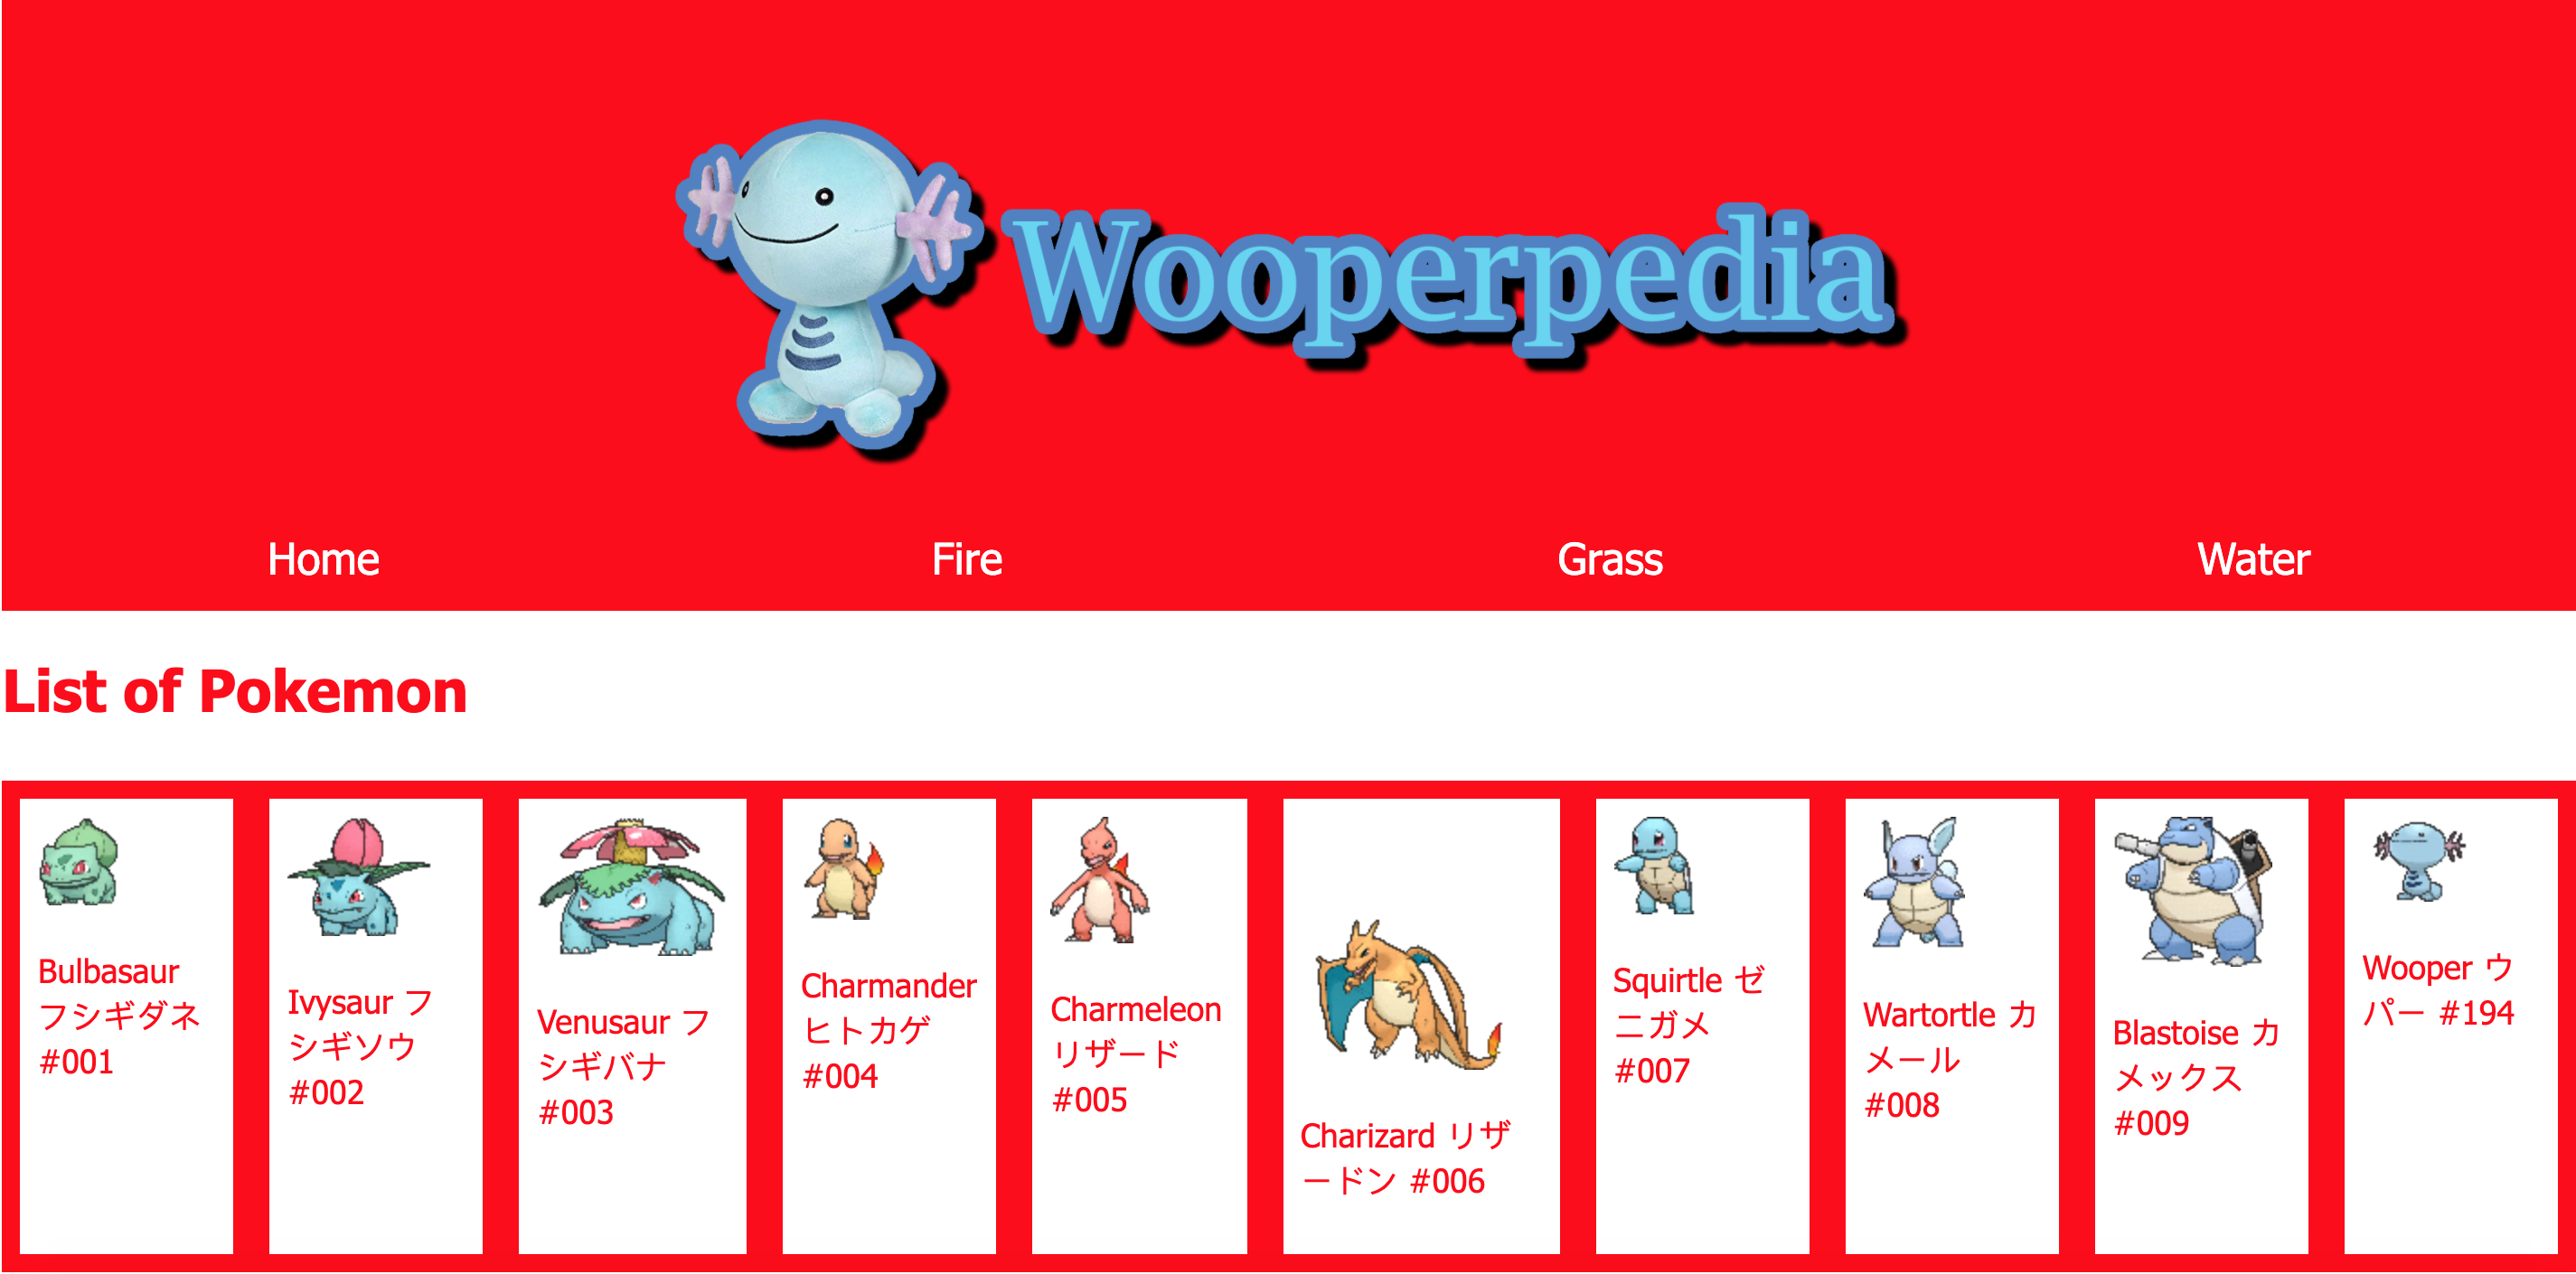 Wooperpedia
Home
Fire
Grass
Water
List of Pokemon
Bulbasaur
フシギダネ
#001
Ivysaur フ
シギソウ
#002
Venusaur フ
シギバナ
#003
Charmander
ヒトカゲ
#004
Charmeleon
リザード
#005
Charizard リザ
ードン #006
Squirtle ゼ
ニガメ
#007
Wartortle カ
メール
#008
Blastoise カ
メックス
#009
Wooper ウ
パー #194